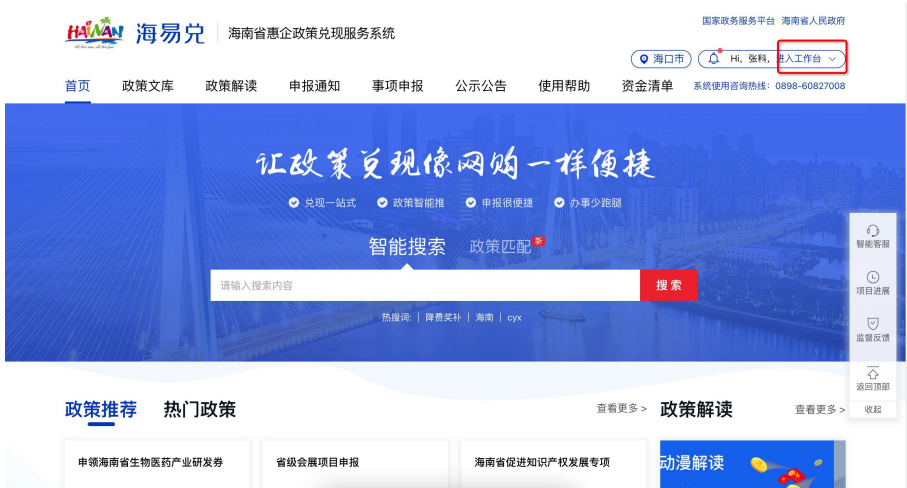 国家政务服务平台 海南省人民政府
HAINAN 海易兑 海南省惠企政策兑现服务系统
海口市 Hi, 张科, 进入工作台
首页 政策文库 政策解读 申报通知 事项申报 公示公告 使用帮助 资金清单 系统使用咨询热线: 0898-60827008
让政策兑现像网购一样便捷
兑现一站式 政策智能推 申报很便捷 办事少跑腿
智能搜索 政策匹配 新
请输入搜索内容 搜索
热搜词: | 降费奖补 | 海南 | cyx
智能客服
项目进展
监督反馈
返回顶部
收起
政策推荐 热门政策 查看更多 > 政策解读 查看更多 >
申领海南省生物医药产业研发券 省级会展项目申报 海南省促进知识产权发展专项 动漫解读